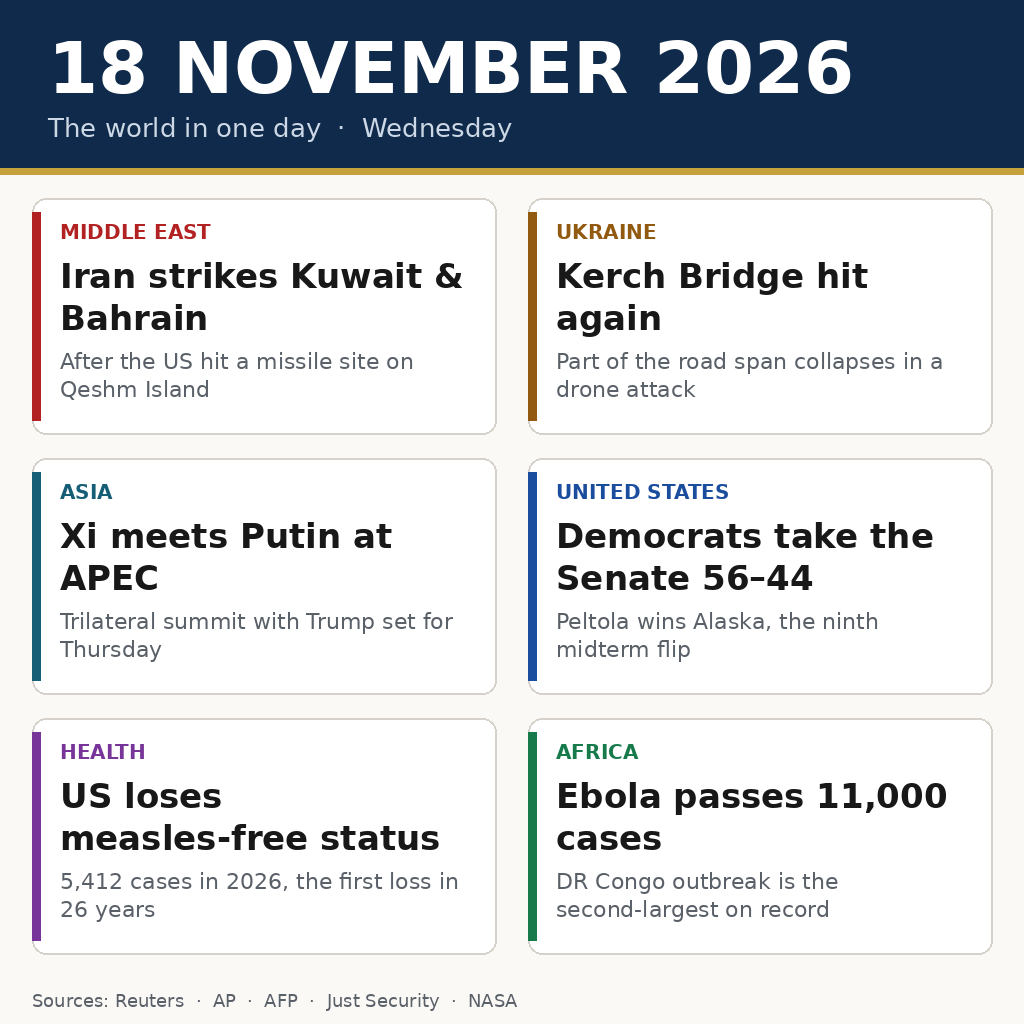 18 NOVEMBER 2026
The world in one day · Wednesday
MIDDLE EAST
Iran strikes Kuwait &
Bahrain
After the US hit a missile site on
Qeshm Island
UKRAINE
Kerch Bridge hit
again
Part of the road span collapses in a
drone attack
ASIA
Xi meets Putin at
APEC
Trilateral summit with Trump set for
Thursday
UNITED STATES
Democrats take the
Senate 56–44
Peltola wins Alaska, the ninth
midterm flip
HEALTH
US loses
measles-free status
5,412 cases in 2026, the first loss in
26 years
AFRICA
Ebola passes 11,000
cases
DR Congo outbreak is the
second-largest on record
Sources: Reuters · AP · AFP · Just Security · NASA